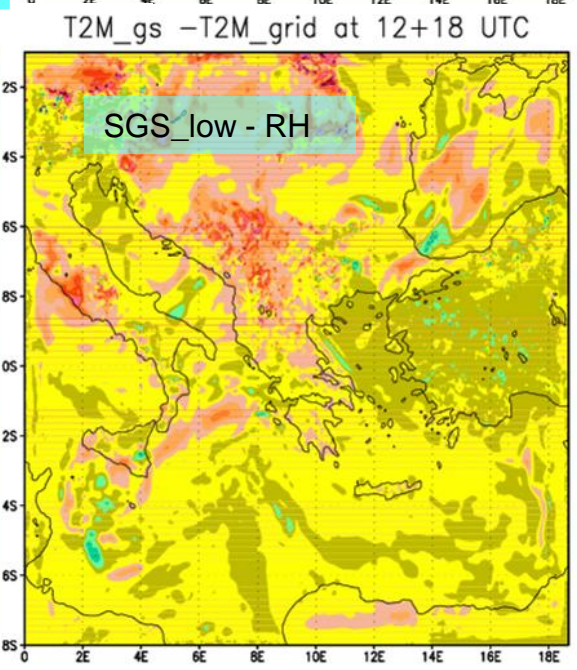 T2M_gs -T2M_grid at 12+18 UTC
SGS_low - RH
2S
4S
6S
8S
0S
2S
4S
6S
8S
0 2E 4E 6E 8E 10E 12E 14E 16E 18E